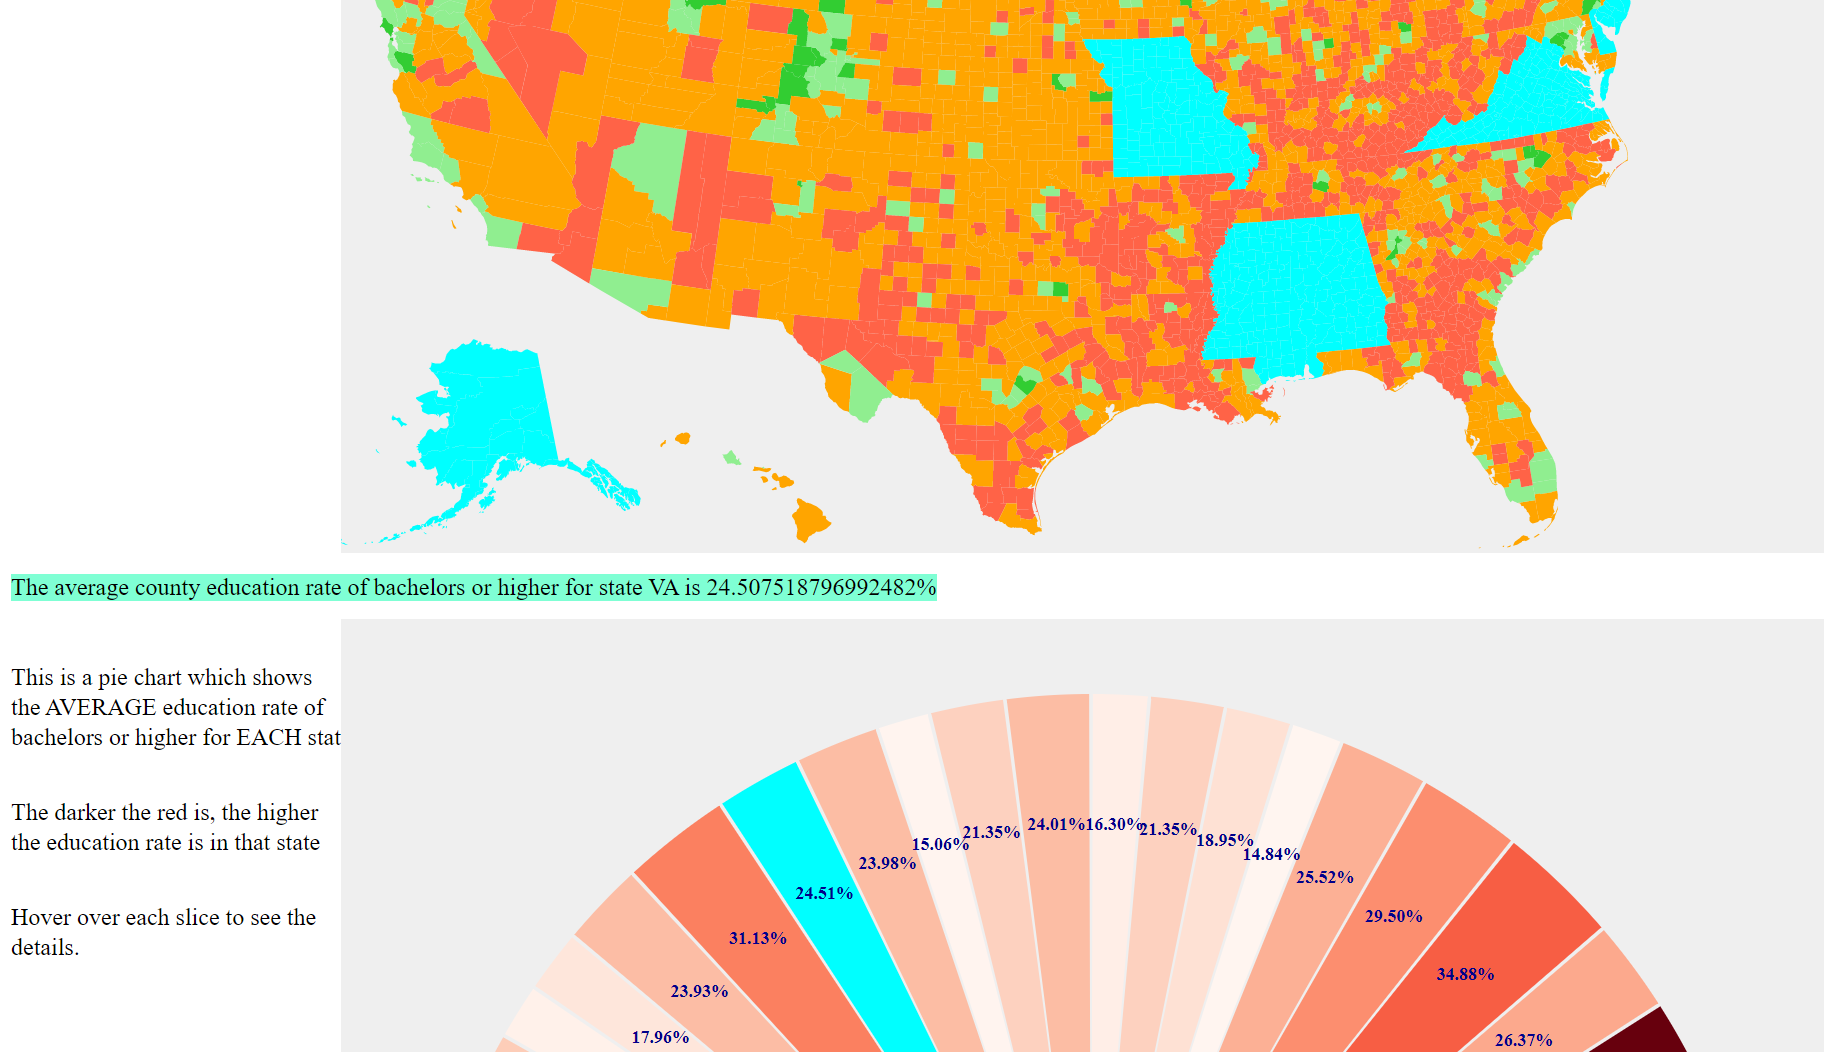 The average county education rate of bachelors or higher for state VA is 24.507518796992482%
This is a pie chart which shows
the AVERAGE education rate of
bachelors or higher for EACH stat
The darker the red is, the higher
the education rate is in that state
Hover over each slice to see the
details.
24.01%
16.30%
21.35%
21.35%
18.95%
15.06%
14.84%
23.98%
25.52%
24.51%
29.50%
31.13%
34.88%
23.93%
17.96%
26.37%